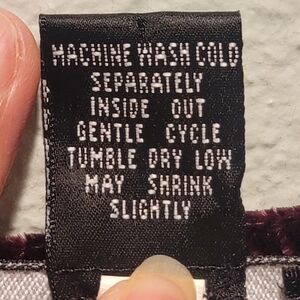 MACHINE WASH COLD
SEPARATELY
INSIDE OUT
GENTLE CYCLE
TUMBLE DRY LOW
MAY SHRINK
SLIGHTLY